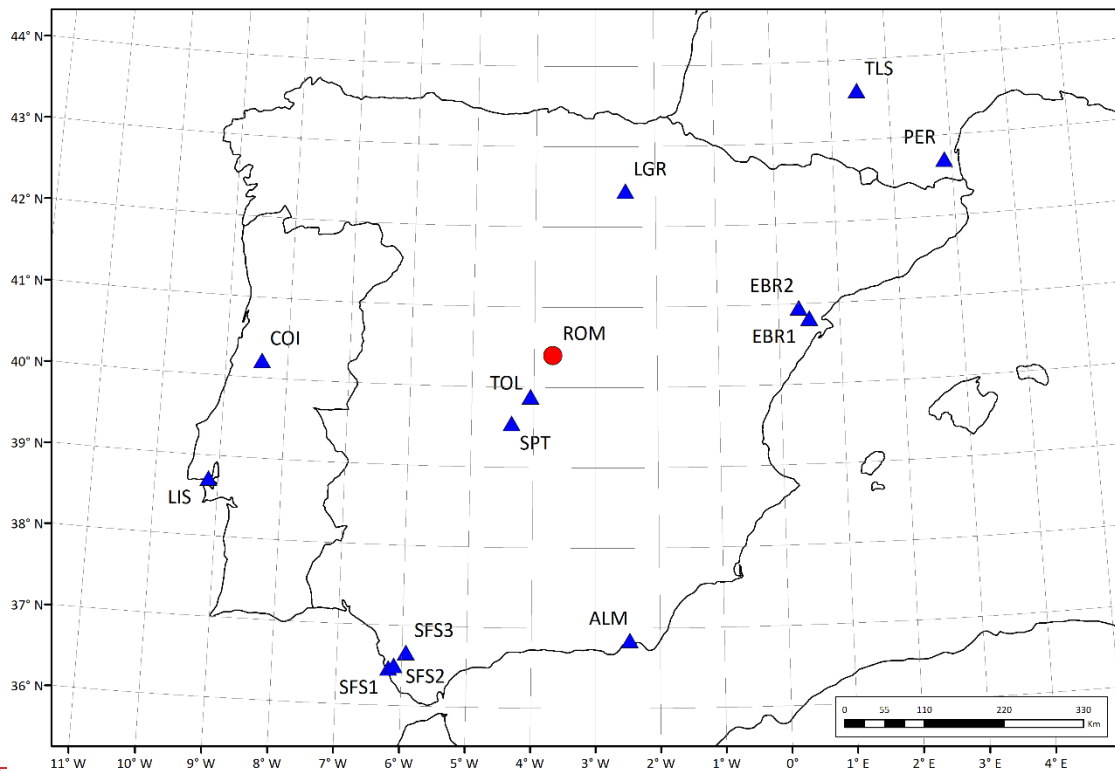 44° N
TLS
43° N
PER
LGR
42° N
41° N
EBR2
EBR1
ROM
COI
40° N
TOL
SPT
39° N
LIS
38° N
37° N
ALM
SFS3
SFS2
SFS1
36° N
0 55 110 220 330
Km
11° W 10° W 9° W 8° W 7° W 6° W 5° W 4° W 3° W 2° W 1° W 0° E 1° E 2° E 3° E 4° E